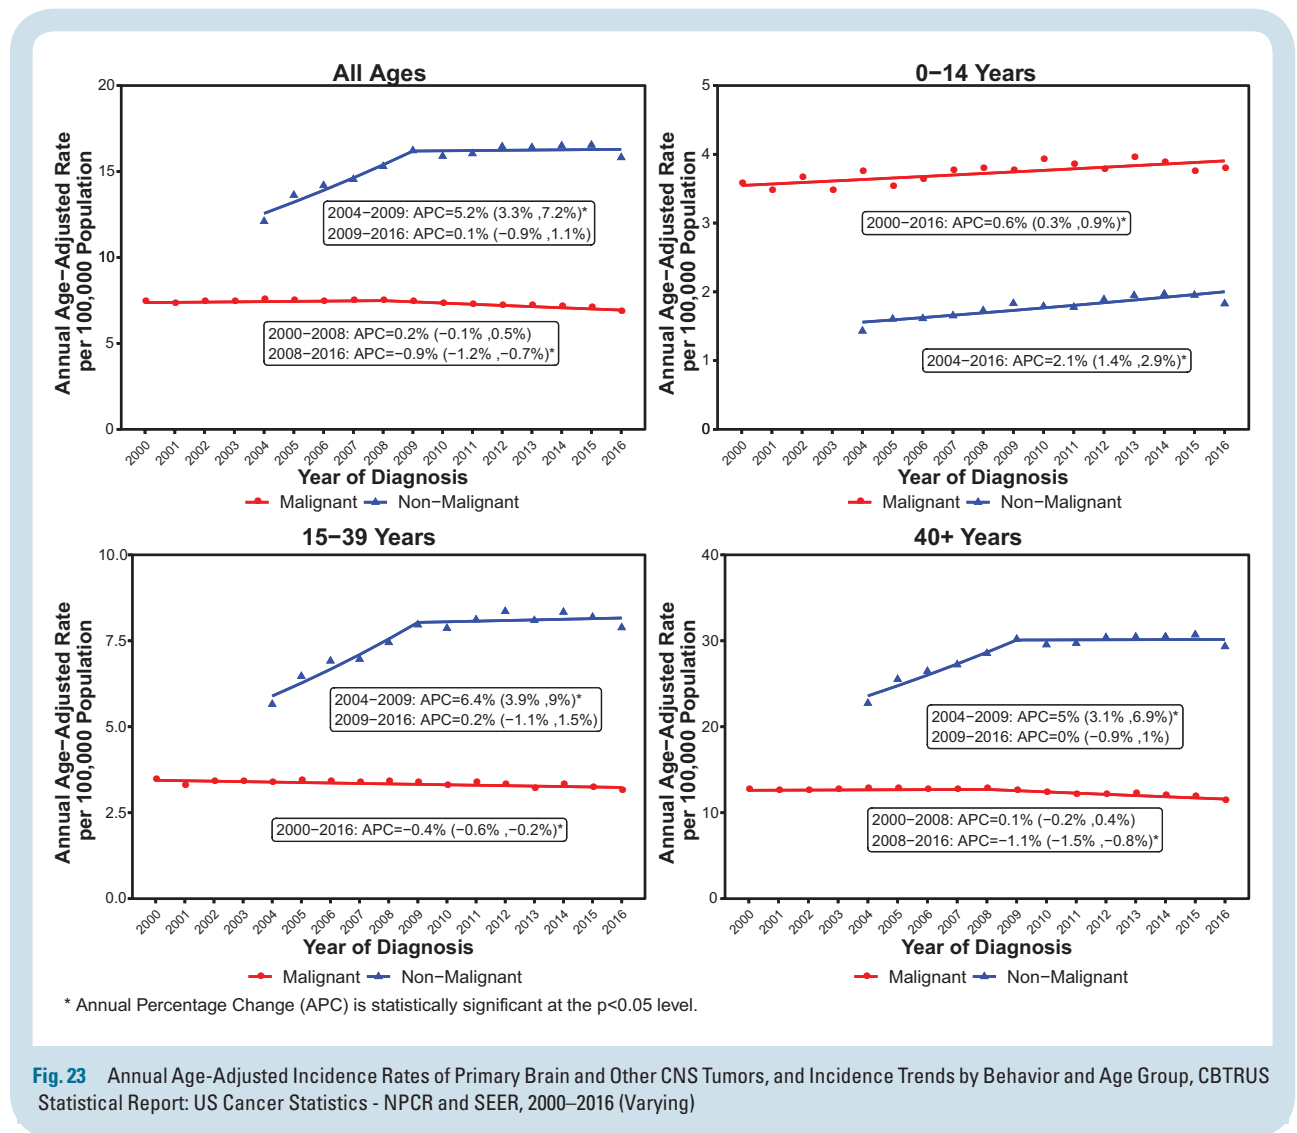 All Ages
Annual Age−Adjusted Rate
per 100,000 Population
20
15
10
5
0
2004−2009: APC=5.2% (3.3% ,7.2%)*
2009−2016: APC=0.1% (−0.9% ,1.1%)
2000−2008: APC=0.2% (−0.1% ,0.5%)
2008−2016: APC=−0.9% (−1.2% ,−0.7%)*
2000 2001 2002 2003 2004 2005 2006 2007 2008 2009 2010 2011 2012 2013 2014 2015 2016
Year of Diagnosis
Malignant Non−Malignant
0−14 Years
Annual Age−Adjusted Rate
per 100,000 Population
5
4
3
2
1
0
2000−2016: APC=0.6% (0.3% ,0.9%)*
2004−2016: APC=2.1% (1.4% ,2.9%)*
2000 2001 2002 2003 2004 2005 2006 2007 2008 2009 2010 2011 2012 2013 2014 2015 2016
Year of Diagnosis
Malignant Non−Malignant
15−39 Years
Annual Age−Adjusted Rate
per 100,000 Population
10.0
7.5
5.0
2.5
0.0
2004−2009: APC=6.4% (3.9% ,9%)*
2009−2016: APC=0.2% (−1.1% ,1.5%)
2000−2016: APC=−0.4% (−0.6% ,−0.2%)*
2000 2001 2002 2003 2004 2005 2006 2007 2008 2009 2010 2011 2012 2013 2014 2015 2016
Year of Diagnosis
Malignant Non−Malignant
40+ Years
Annual Age−Adjusted Rate
per 100,000 Population
40
30
20
10
0
2004−2009: APC=5% (3.1% ,6.9%)*
2009−2016: APC=0% (−0.9% ,1%)
2000−2008: APC=0.1% (−0.2% ,0.4%)
2008−2016: APC=−1.1% (−1.5% ,−0.8%)*
2000 2001 2002 2003 2004 2005 2006 2007 2008 2009 2010 2011 2012 2013 2014 2015 2016
Year of Diagnosis
Malignant Non−Malignant
* Annual Percentage Change (APC) is statistically significant at the p<0.05 level.
Fig. 23 Annual Age-Adjusted Incidence Rates of Primary Brain and Other CNS Tumors, and Incidence Trends by Behavior and Age Group, CBTRUS
Statistical Report: US Cancer Statistics - NPCR and SEER, 2000–2016 (Varying)